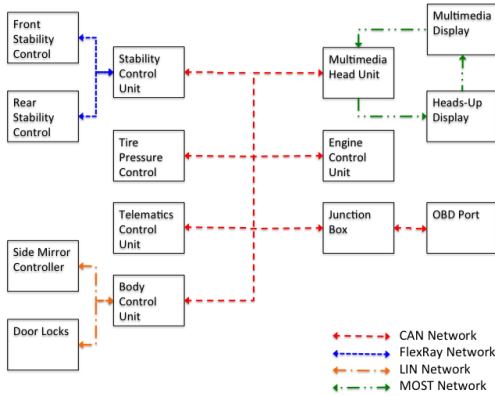 Front
Stability
Control
Rear
Stability
Control
Stability
Control
Unit
Tire
Pressure
Control
Telematics
Control
Unit
Body
Control
Unit
Side Mirror
Controller
Door Locks
Multimedia
Head Unit
Multimedia
Display
Heads-Up
Display
Engine
Control
Unit
Junction
Box
OBD Port
CAN Network
FlexRay Network
LIN Network
MOST Network